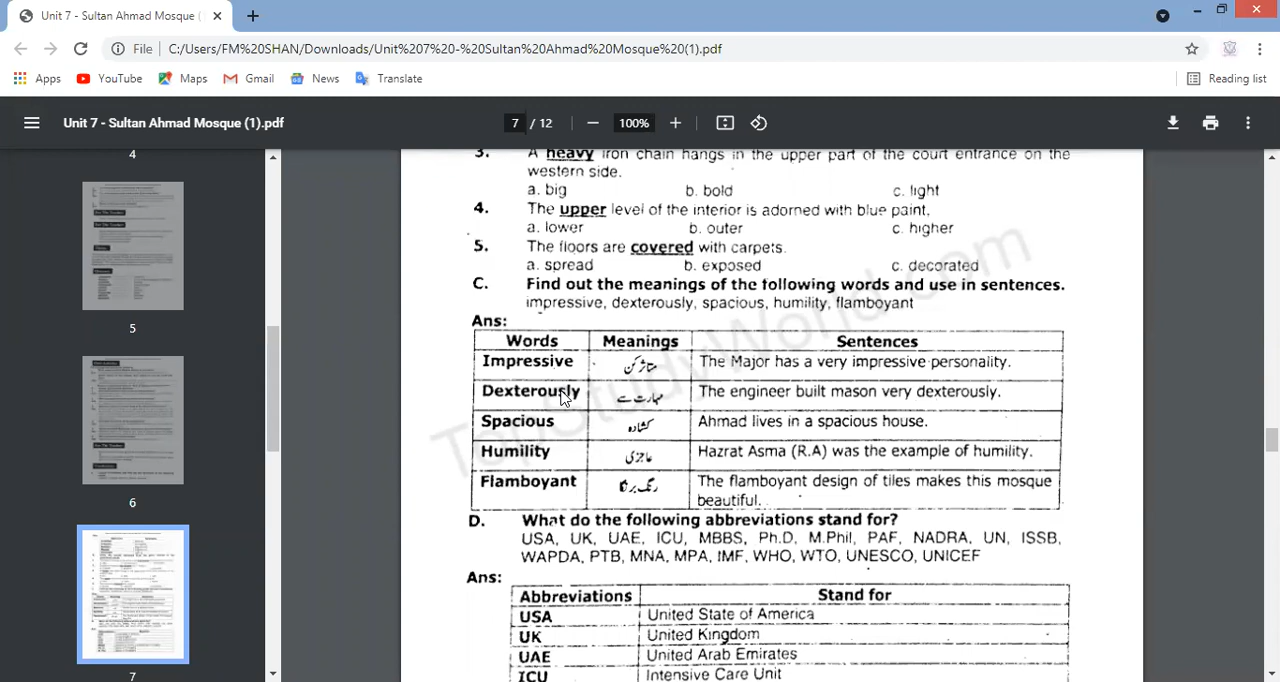 Unit 7 - Sultan Ahmad Mosque (
File
C:/Users/FM%20SHAN/Downloads/Unit%207%20-%20Sultan%20Ahmad%20Mosque%20(1).pdf
Apps YouTube Maps Gmail News Translate Reading list
Unit 7 - Sultan Ahmad Mosque (1).pdf 7 / 12 100%
4
5
6
7
3. A heavy iron chain hangs in the upper part of the court entrance on the
western side.
a. big b. bold c. light
4. The upper level of the interior is adorned with blue paint.
a. lower b. outer c. higher
5. The floors are covered with carpets.
a. spread b. exposed c. decorated
C. Find out the meanings of the following words and use in sentences.
impressive, dexterously, spacious, humility, flamboyant
Ans:
Words Meanings Sentences
Impressive متاثر کن The Major has a very impressive personality.
Dexterously مہارت سے The engineer built mason very dexterously.
Spacious کشادہ Ahmad lives in a spacious house.
Humility عاجزی Hazrat Asma (R.A) was the example of humility.
Flamboyant رنگ برنگا The flamboyant design of tiles makes this mosque
beautiful.
D. What do the following abbreviations stand for?
USA, UK, UAE, ICU, MBBS, Ph.D, M.Phil, PAF, NADRA, UN, ISSB,
WAPDA, PTB MNA, MPA, IMF, WHO, WTO, UNESCO, UNICEF
Ans:
Abbreviations Stand for
USA United State of America
UK United Kingdom
UAE United Arab Emirates
ICU Intensive Care Unit